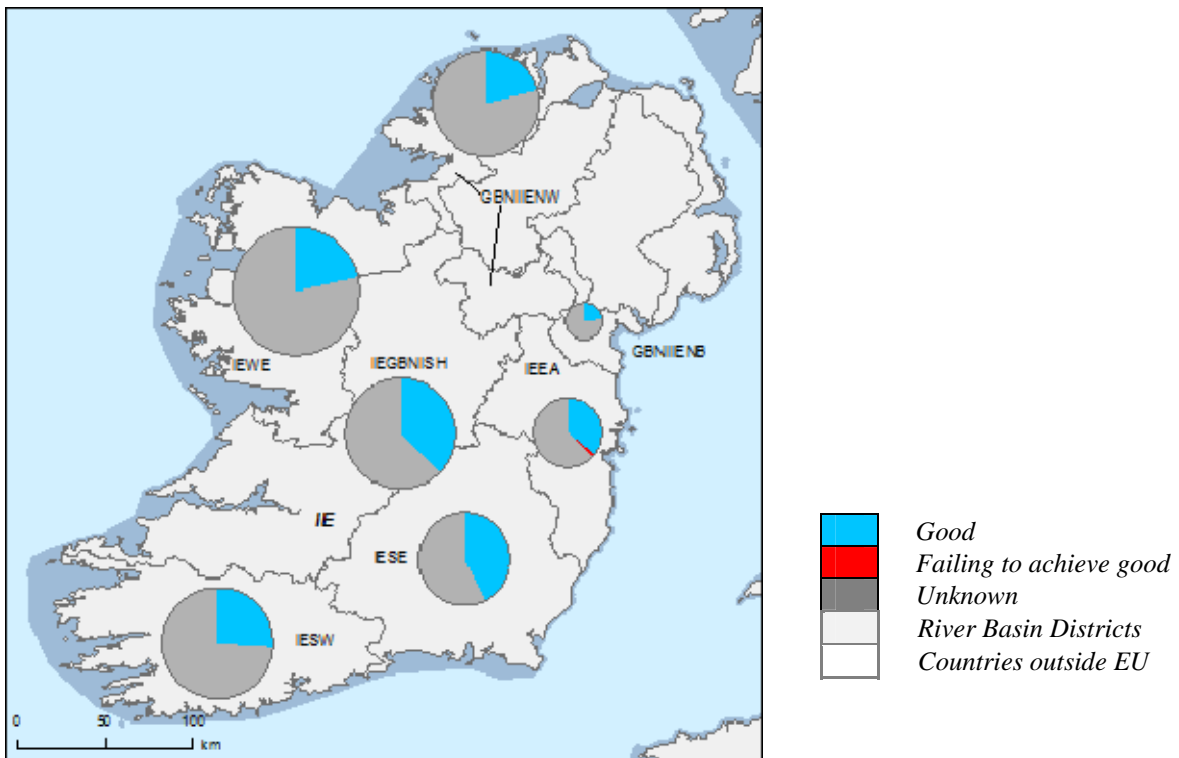 GBNIIENW
GBNIIENB
IEWE
IEGBNISH
IEEA
IE
IESE
IESW
0 50 100
km
Good
Failing to achieve good
Unknown
River Basin Districts
Countries outside EU